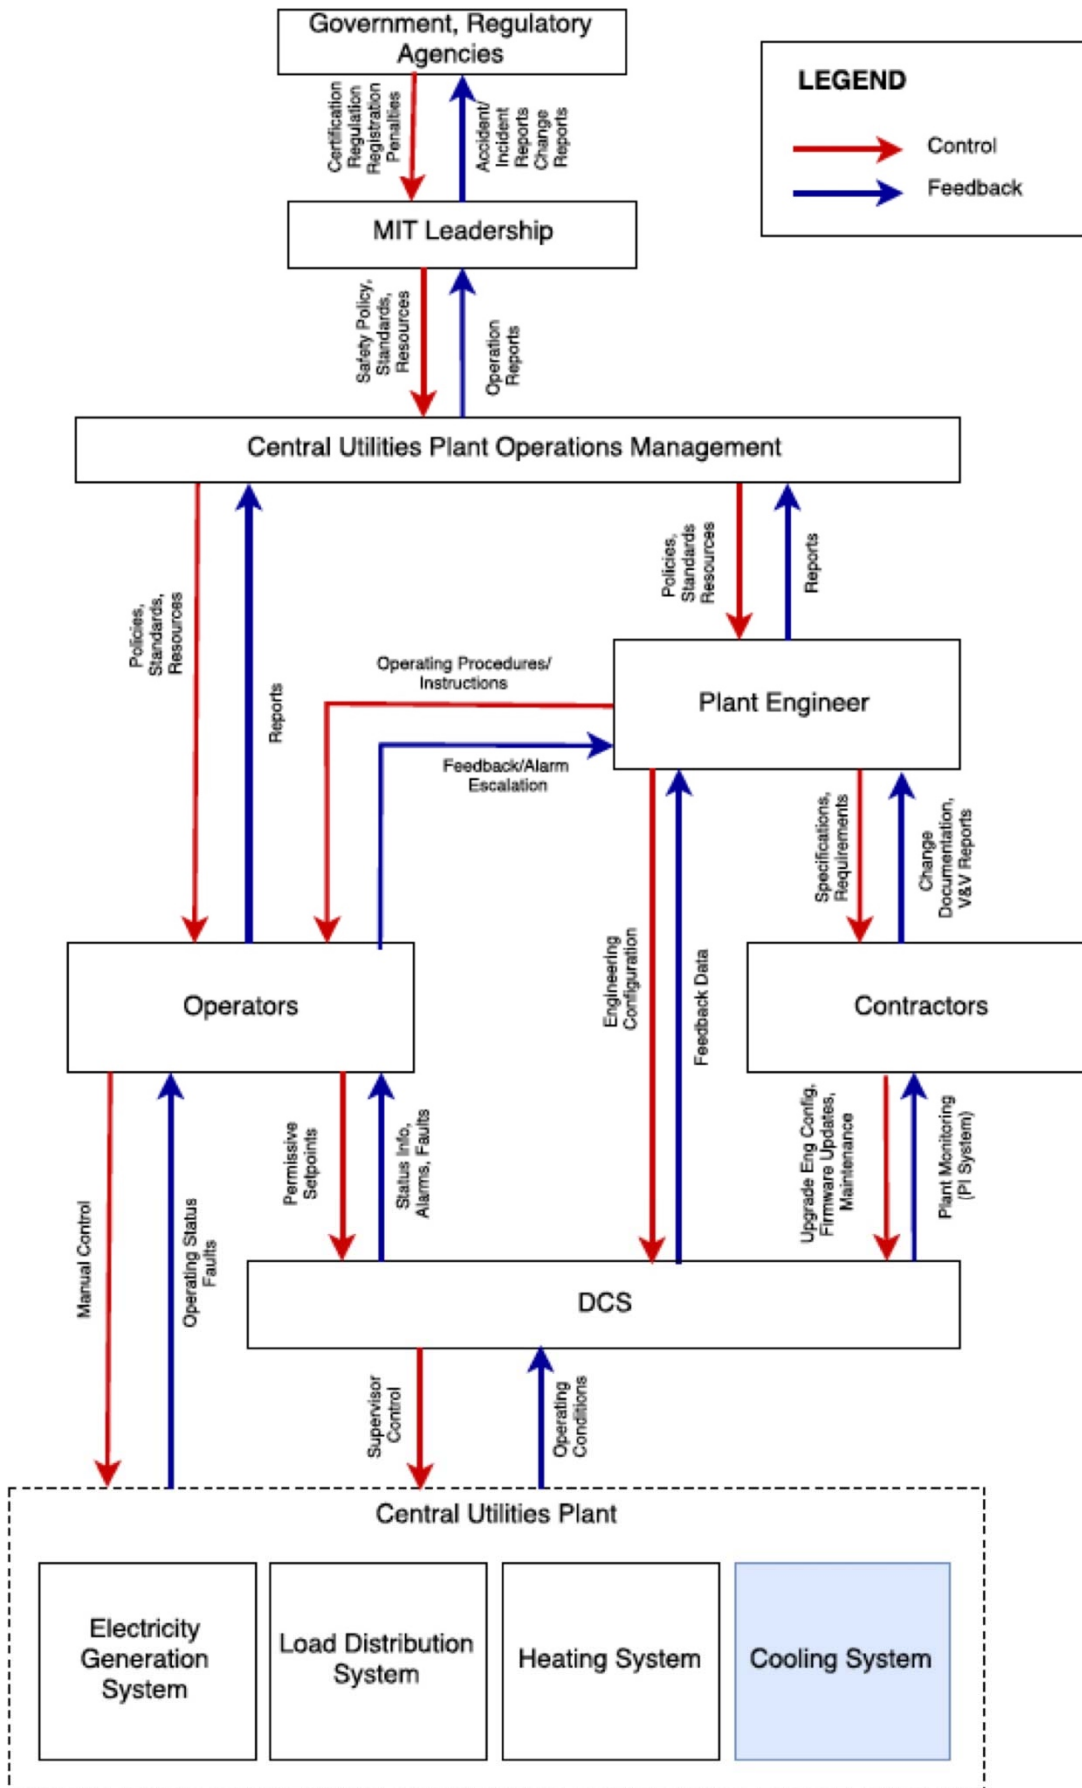 Government, Regulatory
Agencies
LEGEND
Control
Feedback
Certification
Regulation
Registration
Penalties
Accident/
Incident
Reports
Change
Reports
MIT Leadership
Safety Policy,
Standards,
Resources
Operation
Reports
Central Utilities Plant Operations Management
Policies,
Standards,
Resources
Reports
Policies,
Standards
Resources
Reports
Operating Procedures/
Instructions
Plant Engineer
Feedback/Alarm
Escalation
Specifications,
Requirements
Change
Documentation,
V&V Reports
Operators
Engineering
Configuration
Feedback Data
Contractors
Manual Control
Operating Status
Faults
Permissive
Setpoints
Status Info,
Alarms, Faults
Upgrade Eng Config,
Firmware Updates,
Maintenance
Plant Monitoring
(PI System)
DCS
Supervisor
Control
Operating
Conditions
Central Utilities Plant
Electricity
Generation
System
Load Distribution
System
Heating System
Cooling System